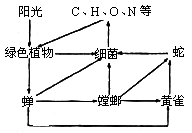 阳光 C、H、O、N 等
绿色植物 细菌 蛇
蝉 螳螂 黄雀